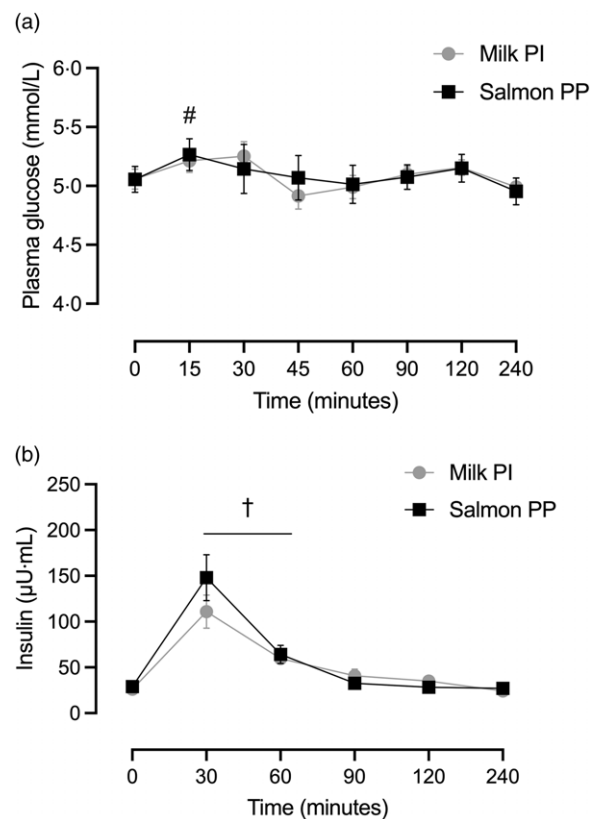 (a)
Milk PI
Salmon PP
Plasma glucose (mmol/L)
6·0
5·5
5·0
4·5
4·0
#
0 15 30 45 60 90 120 240
Time (minutes)
(b)
Milk PI
Salmon PP
Insulin (µU·mL)
250
200
150
100
50
0
†
0 30 60 90 120 240
Time (minutes)